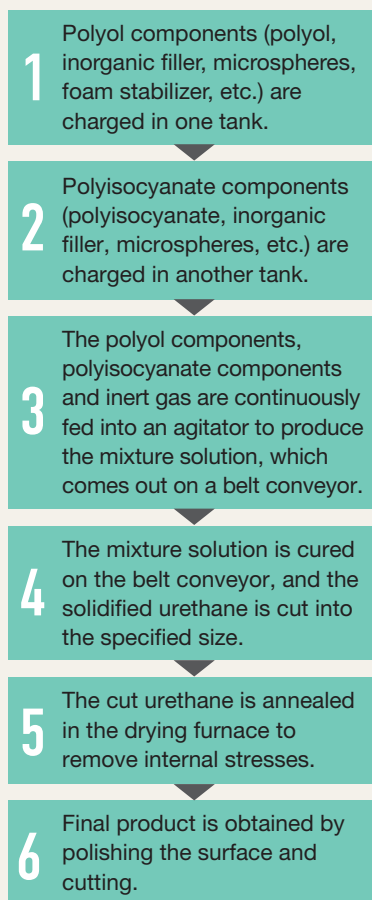 1
Polyol components (polyol,
inorganic filler, microspheres,
foam stabilizer, etc.) are
charged in one tank.
2
Polyisocyanate components
(polyisocyanate, inorganic
filler, microspheres, etc.) are
charged in another tank.
3
The polyol components,
polyisocyanate components
and inert gas are continuously
fed into an agitator to produce
the mixture solution, which
comes out on a belt conveyor.
4
The mixture solution is cured
on the belt conveyor, and the
solidified urethane is cut into
the specified size.
5
The cut urethane is annealed
in the drying furnace to
remove internal stresses.
6
Final product is obtained by
polishing the surface and
cutting.